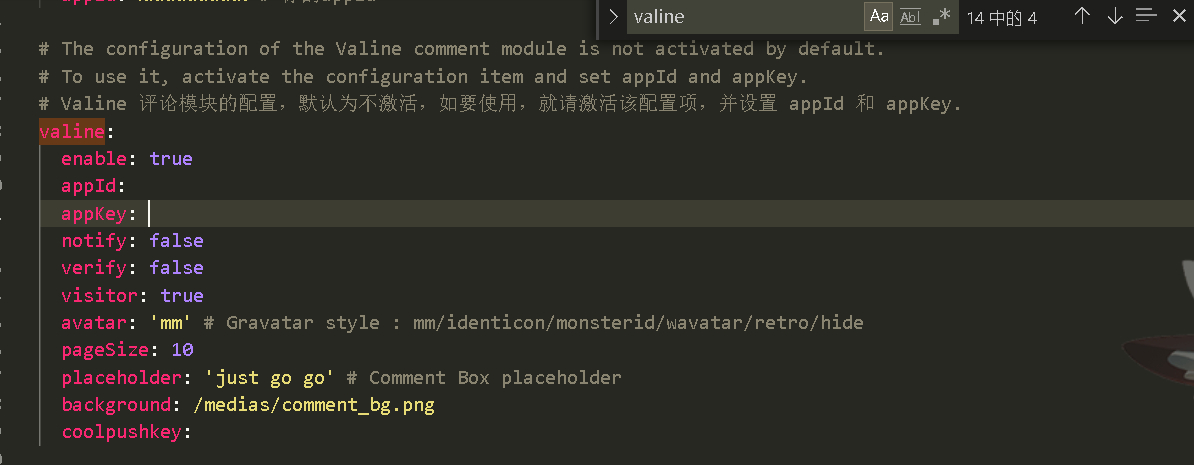 valine
Aa Abl .* 14 中的 4
# The configuration of the Valine comment module is not activated by default.
# To use it, activate the configuration item and set appId and appKey.
# Valine 评论模块的配置，默认为不激活，如要使用，就请激活该配置项，并设置 appId 和 appKey.
valine:
enable: true
appId:
appKey:
notify: false
verify: false
visitor: true
avatar: 'mm' # Gravatar style : mm/identicon/monsterid/wavatar/retro/hide
pageSize: 10
placeholder: 'just go go' # Comment Box placeholder
background: /medias/comment_bg.png
coolpushkey: